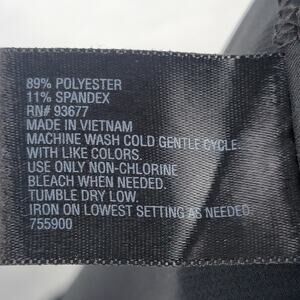 89% POLYESTER
11% SPANDEX
RN# 93677
MADE IN VIETNAM
MACHINE WASH COLD GENTLE CYCLE
WITH LIKE COLORS.
USE ONLY NON-CHLORINE
BLEACH WHEN NEEDED.
TUMBLE DRY LOW.
IRON ON LOWEST SETTING AS NEEDED
755900